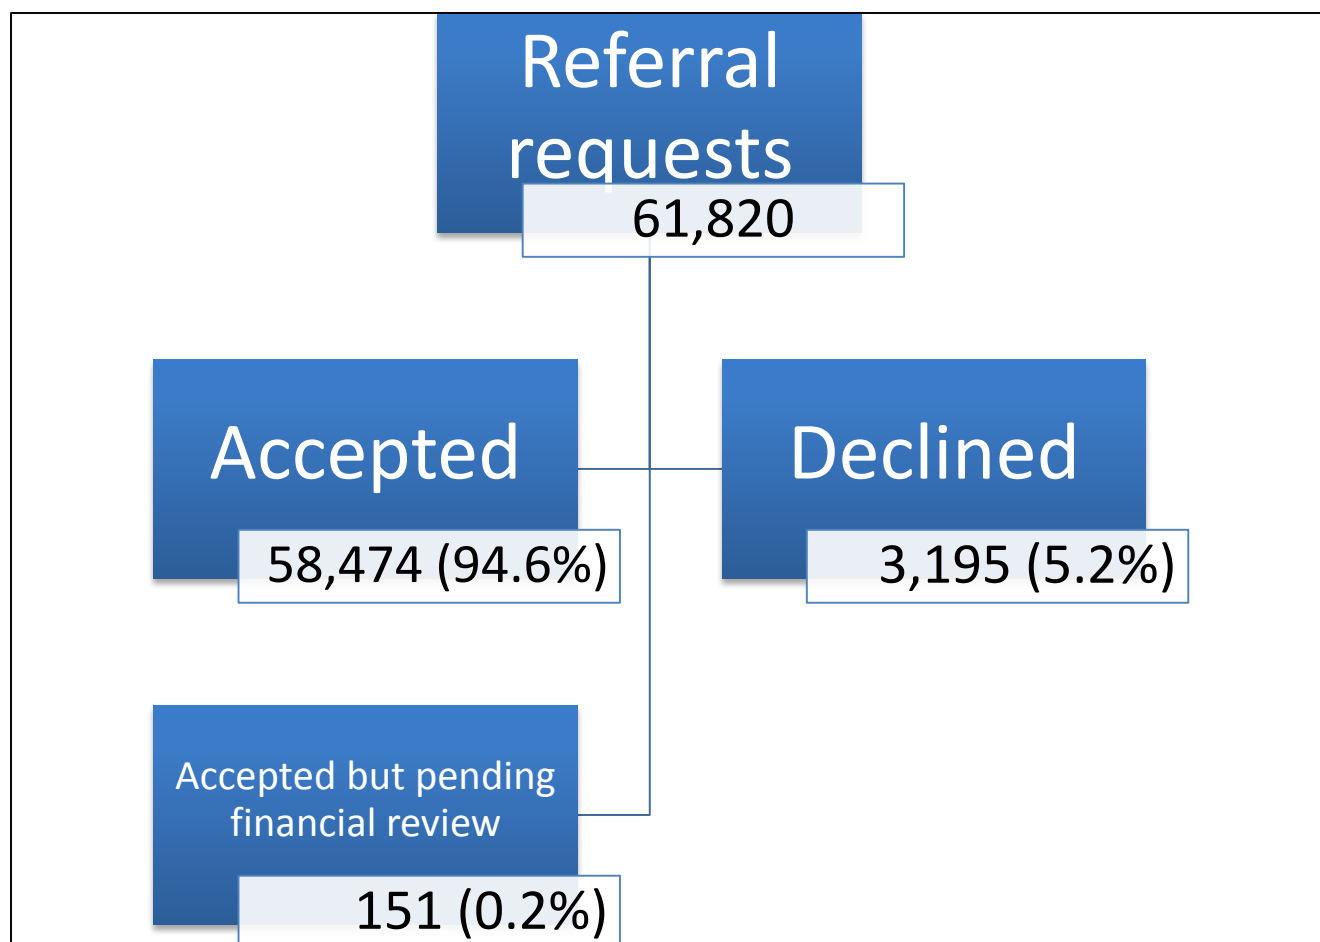 Referral
requests
61,820
Accepted
58,474 (94.6%)
Declined
3,195 (5.2%)
Accepted but pending
financial review
151 (0.2%)